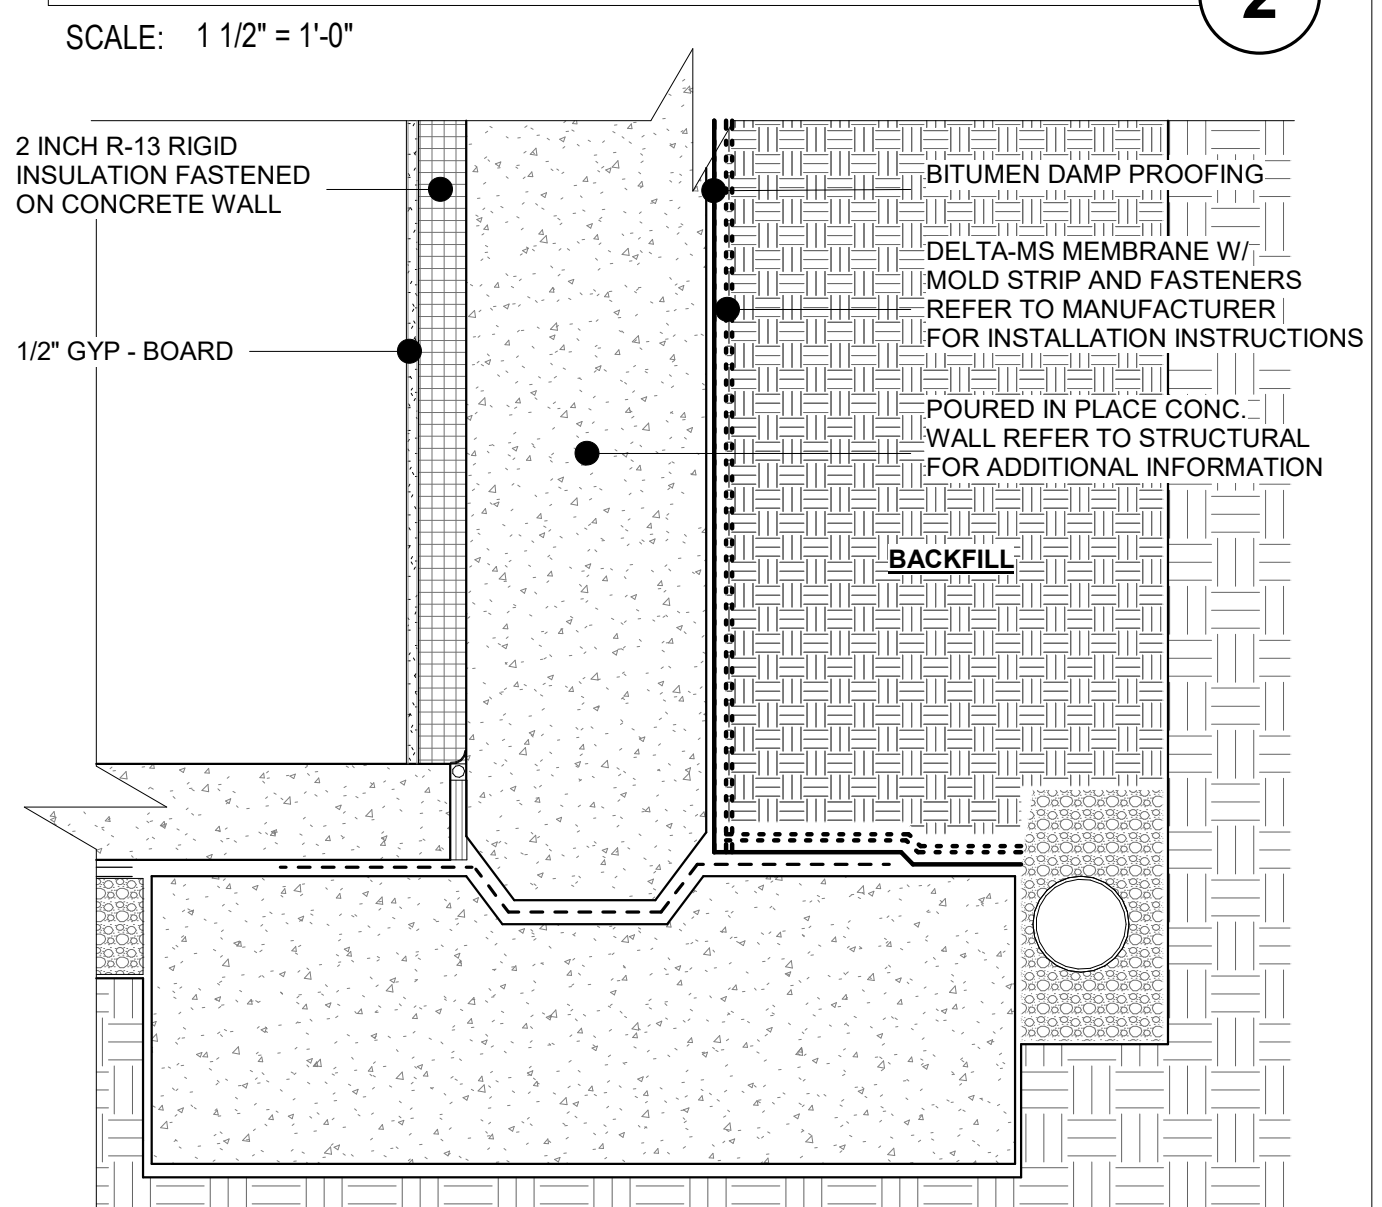 2
SCALE: 1 1/2" = 1'-0"
2 INCH R-13 RIGID
INSULATION FASTENED
ON CONCRETE WALL
1/2" GYP - BOARD
BITUMEN DAMP PROOFING
DELTA-MS MEMBRANE W/
MOLD STRIP AND FASTENERS
REFER TO MANUFACTURER
FOR INSTALLATION INSTRUCTIONS
POURED IN PLACE CONC.
WALL REFER TO STRUCTURAL
FOR ADDITIONAL INFORMATION
BACKFILL